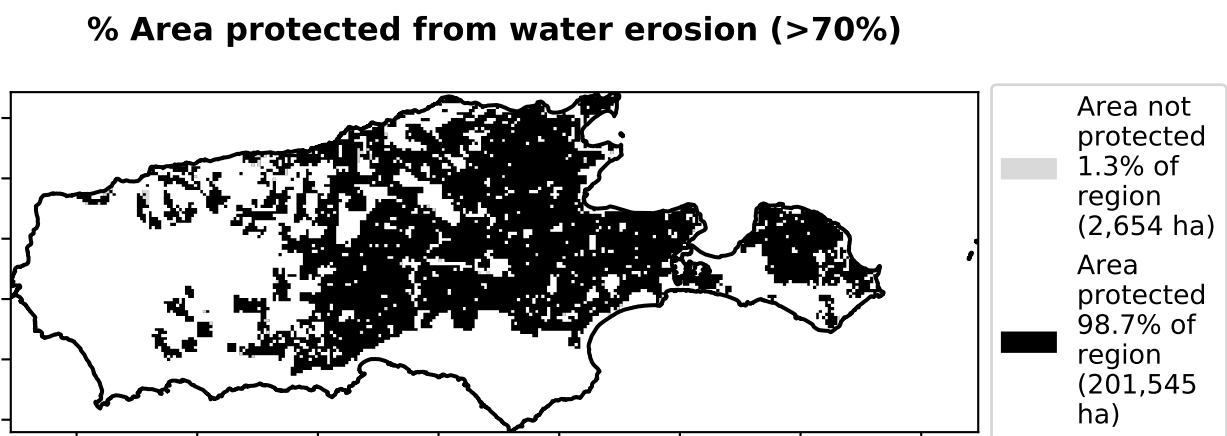 % Area protected from water erosion (>70%)
Area not
protected
1.3% of
region
(2,654 ha)
Area
protected
98.7% of
region
(201,545
ha)